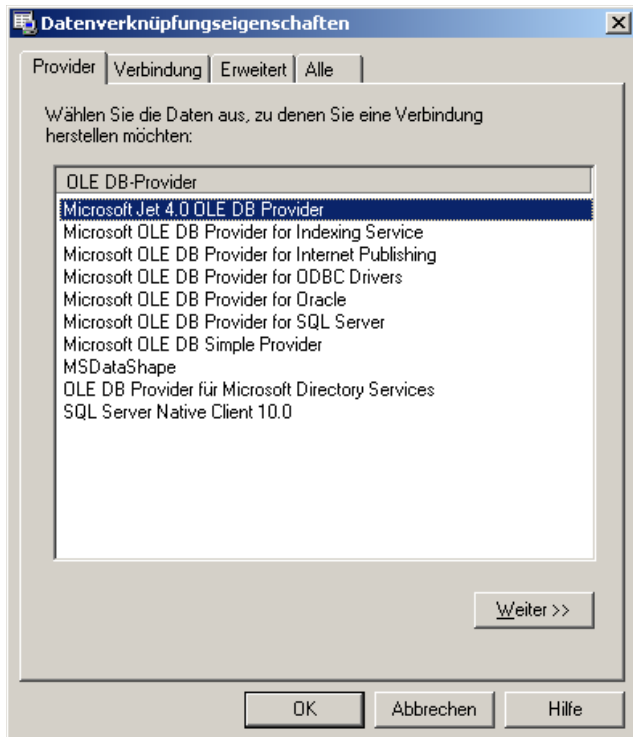 Datenverknüpfungseigenschaften
Provider Verbindung Erweitert Alle
Wählen Sie die Daten aus, zu denen Sie eine Verbindung
herstellen möchten:
OLE DB-Provider
Microsoft Jet 4.0 OLE DB Provider
Microsoft OLE DB Provider for Indexing Service
Microsoft OLE DB Provider for Internet Publishing
Microsoft OLE DB Provider for ODBC Drivers
Microsoft OLE DB Provider for Oracle
Microsoft OLE DB Provider for SQL Server
Microsoft OLE DB Simple Provider
MSDataShape
OLE DB Provider für Microsoft Directory Services
SQL Server Native Client 10.0
Weiter >>
OK Abbrechen Hilfe